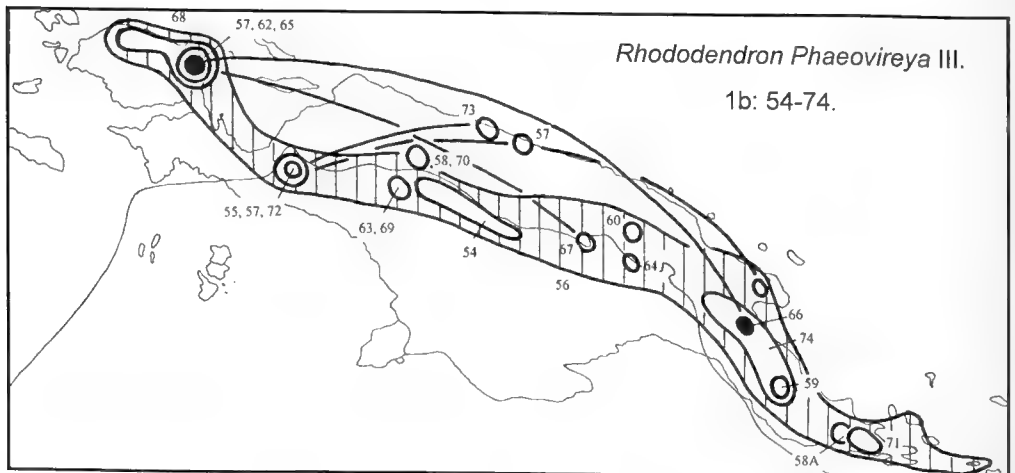 68
57, 62, 65
Rhododendron Phaeovireya III.
1b: 54-74.
73
57
58, 70
55, 57, 72
63, 69
54
60
67
64
56
66
74
59
71
58A